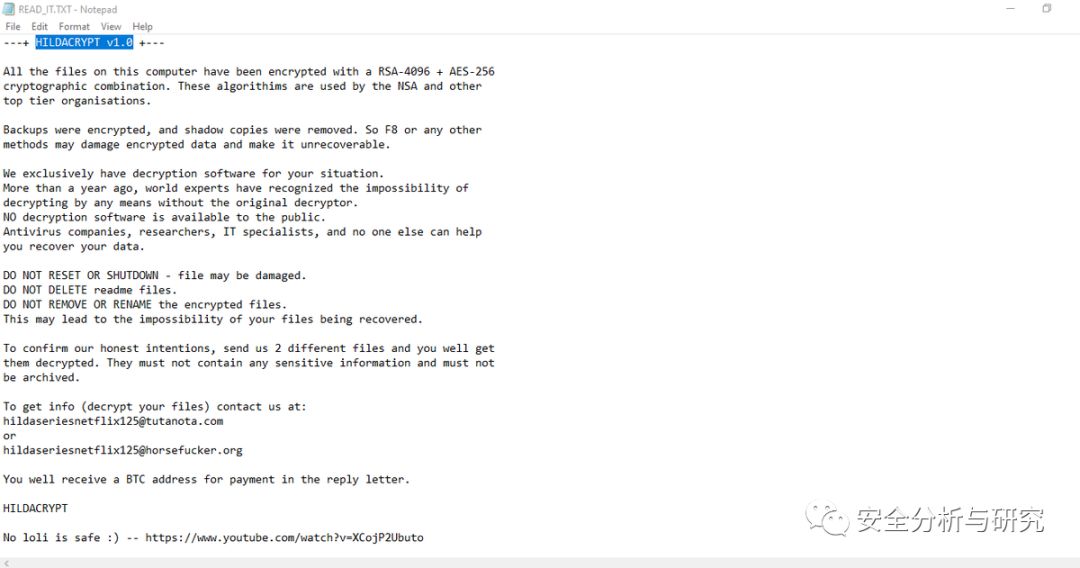 READ_IT.TXT - Notepad
File Edit Format View Help
---+ HILDACRYPT v1.0 +---
All the files on this computer have been encrypted with a RSA-4096 + AES-256
cryptographic combination. These algorithims are used by the NSA and other
top tier organisations.
Backups were encrypted, and shadow copies were removed. So F8 or any other
methods may damage encrypted data and make it unrecoverable.
We exclusively have decryption software for your situation.
More than a year ago, world experts have recognized the impossibility of
decrypting by any means without the original decryptor.
NO decryption software is available to the public.
Antivirus companies, researchers, IT specialists, and no one else can help
you recover your data.
DO NOT RESET OR SHUTDOWN - file may be damaged.
DO NOT DELETE readme files.
DO NOT REMOVE OR RENAME the encrypted files.
This may lead to the impossibility of your files being recovered.
To confirm our honest intentions, send us 2 different files and you well get
them decrypted. They must not contain any sensitive information and must not
be archived.
To get info (decrypt your files) contact us at:
hildaseriesnetflix125@tutanota.com
or
hildaseriesnetflix125@horsefucker.org
You well receive a BTC address for payment in the reply letter.
HILDACRYPT
No loli is safe :) -- https://www.youtube.com/watch?v=XCojP2Ubuto
安全分析与研究